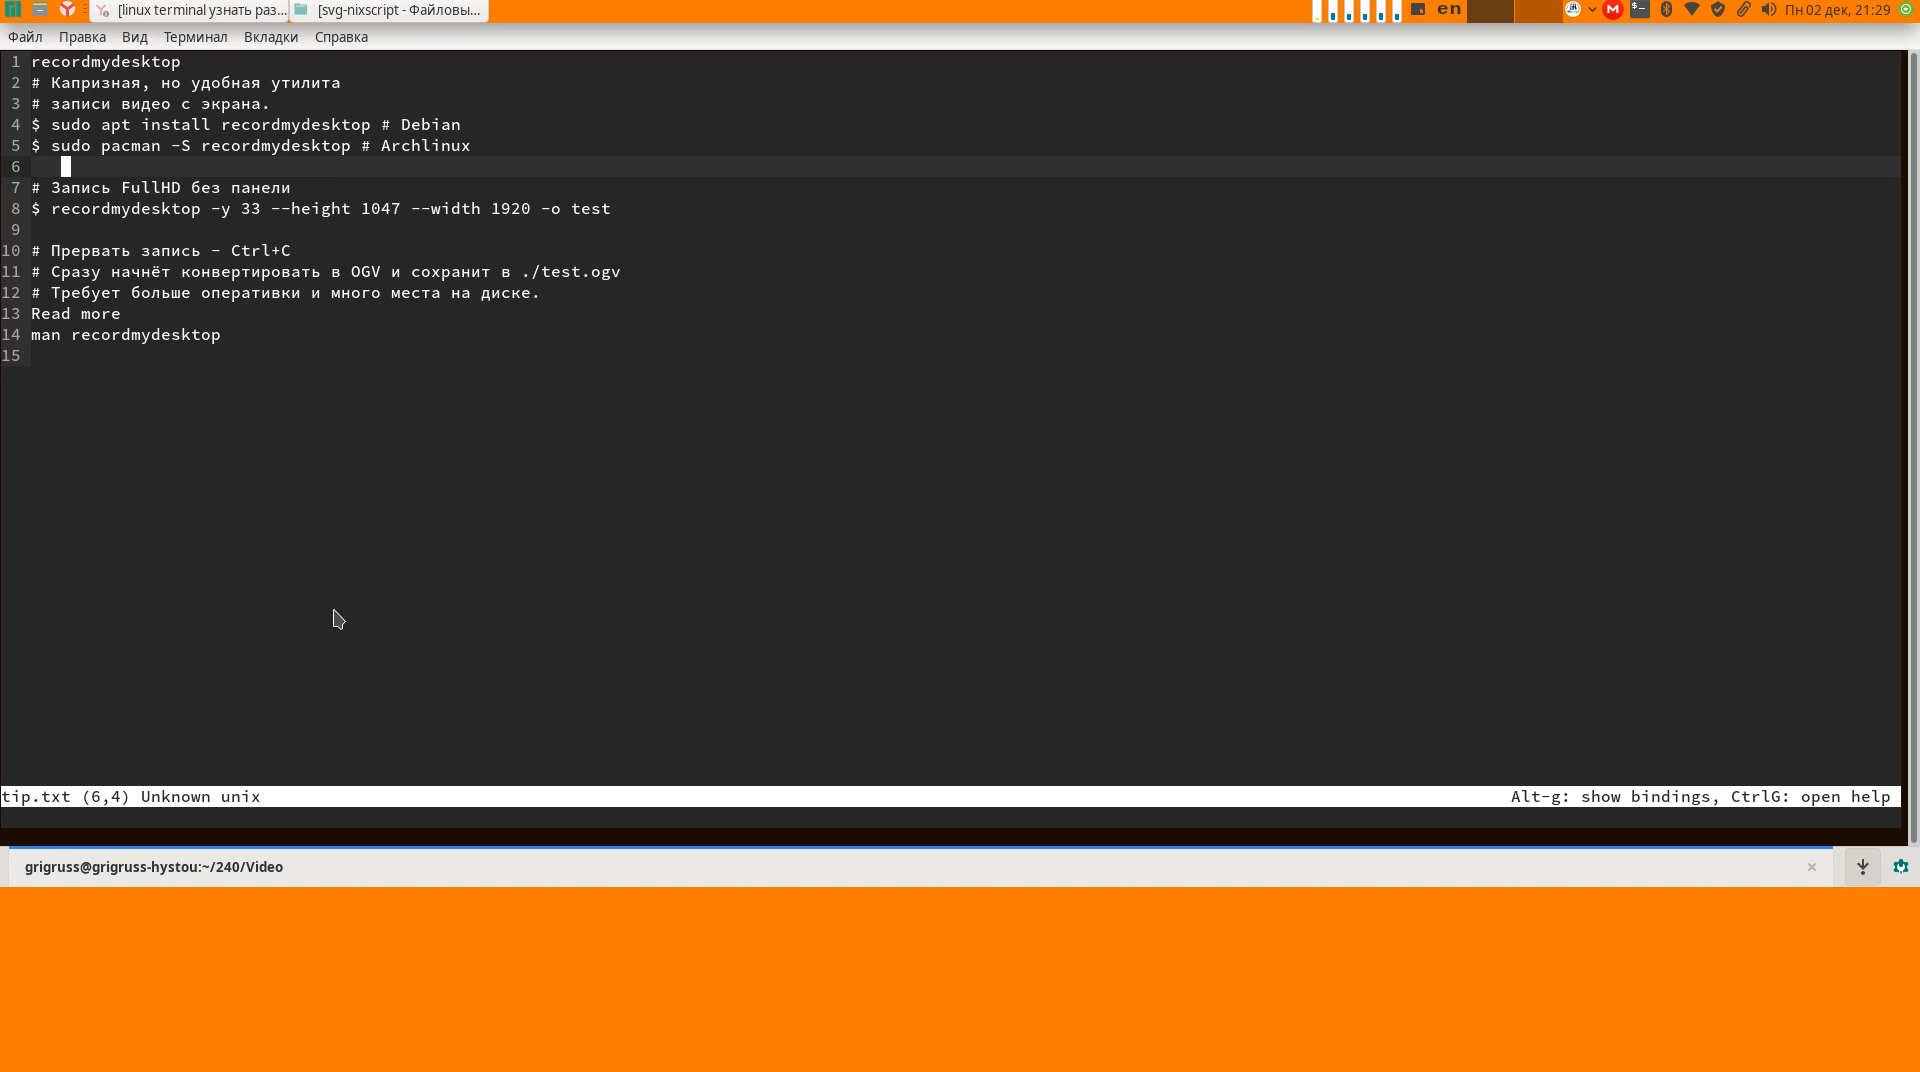 [linux terminal узнать раз...
[svg-nixscript - Файловы...
en
M
$-
Пн 02 дек, 21:29
Файл Правка Вид Терминал Вкладки Справка
1 recordmydesktop
2 # Капризная, но удобная утилита
3 # записи видео с экрана.
4 $ sudo apt install recordmydesktop # Debian
5 $ sudo pacman -S recordmydesktop # Archlinux
6
7 # Запись FullHD без панели
8 $ recordmydesktop -y 33 --height 1047 --width 1920 -o test
9
10 # Прервать запись - Ctrl+C
11 # Сразу начнёт конвертировать в OGV и сохранит в ./test.ogv
12 # Требует больше оперативки и много места на диске.
13 Read more
14 man recordmydesktop
15
tip.txt (6,4) Unknown unix Alt-g: show bindings, CtrlG: open help
grigruss@grigruss-hystou:~/240/Video